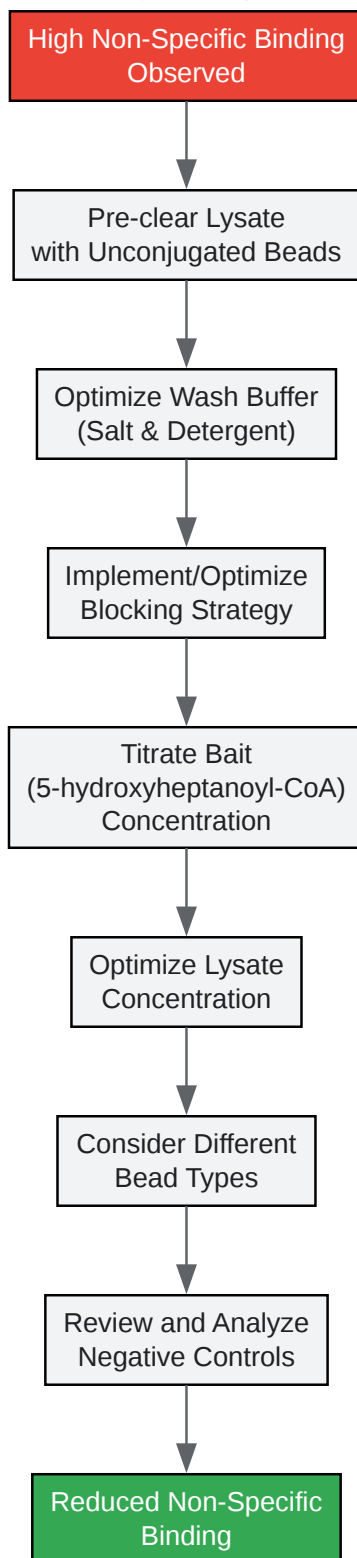 High Non-Specific Binding
Observed
Pre-clear Lysate
with Unconjugated Beads
Optimize Wash Buffer
(Salt & Detergent)
Implement/Optimize
Blocking Strategy
Titrate Bait
(5-hydroxyheptanoyl-CoA)
Concentration
Optimize Lysate
Concentration
Consider Different
Bead Types
Review and Analyze
Negative Controls
Reduced Non-Specific
Binding